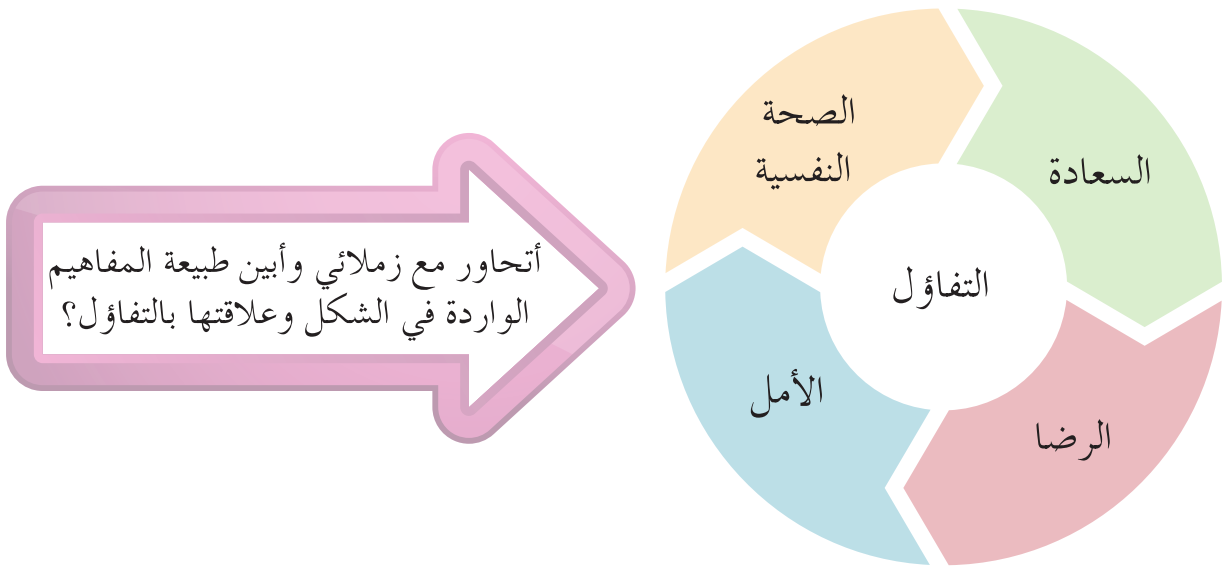 السعادة
الرضا
الأمل
الصحة
النفسية
التفاؤل
أتحاور مع زملائي وأبين طبيعة المفاهيم
الواردة في الشكل وعلاقتها بالتفاؤل؟